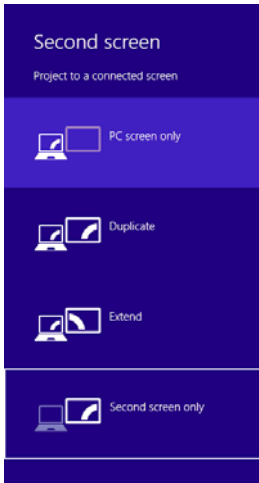 Second screen
Project to a connected screen
PC screen only
Duplicate
Extend
Second screen only